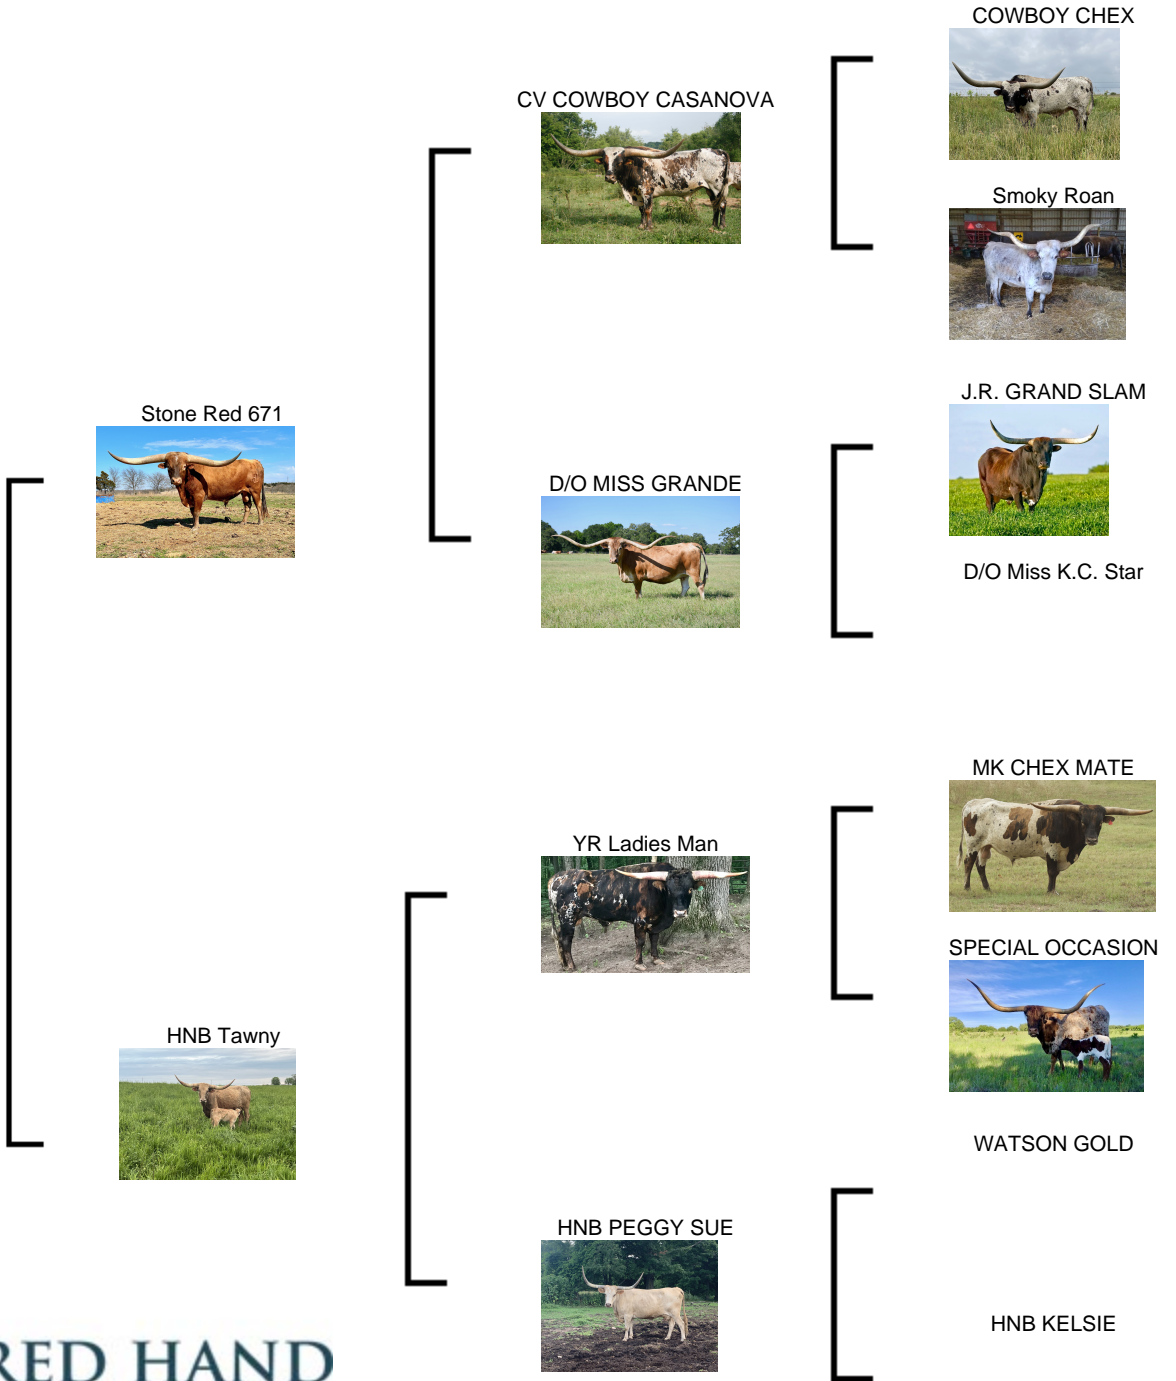 COWBOY CHEX
CV COWBOY CASANOVA
Smoky Roan
J.R. GRAND SLAM
Stone Red 671
D/O MISS GRANDE
D/O Miss K.C. Star
MK CHEX MATE
YR Ladies Man
SPECIAL OCCASION
HNB Tawny
WATSON GOLD
HNB PEGGY SUE
HNB KELSIE
RED HAND